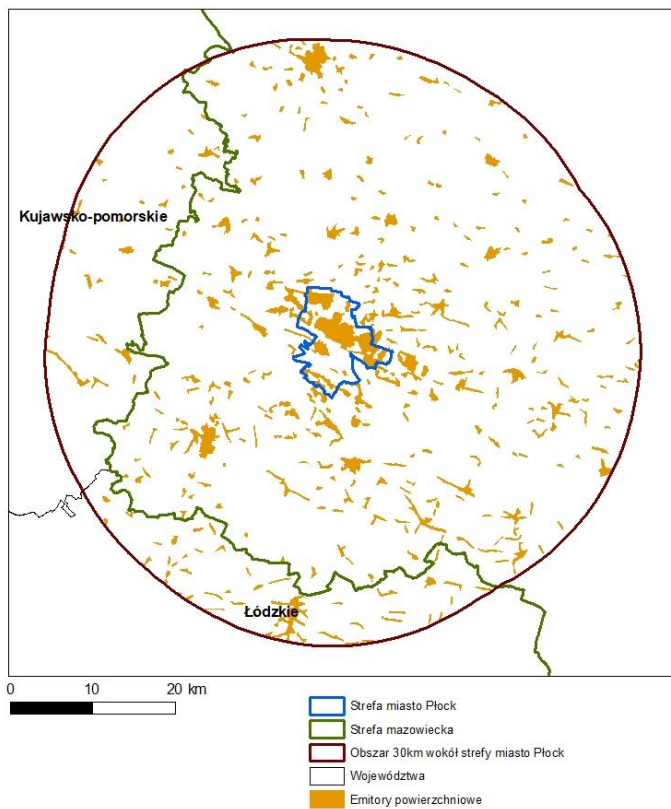 Kujawsko-pomorskie
Łódzkie
0 10 20 km
Strefa miasto Płock
Strefa mazowiecka
Obszar 30km wokół strefy miasto Płock
Województwa
Emitory powierzchniowe